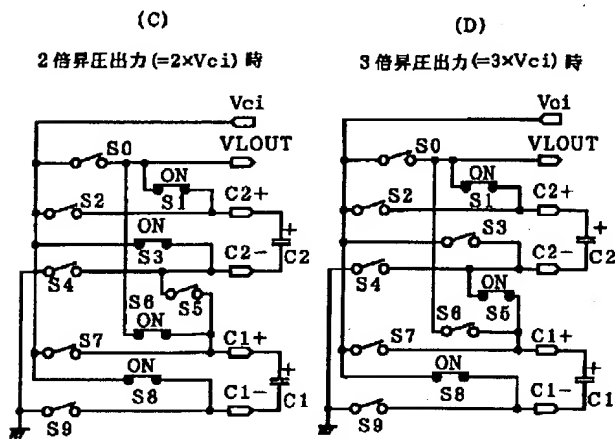 (C)
2倍昇圧出力(=2×Vci)時
Vci
VLOUT
S0
ON
S1
S2
C2+
+
ON
S3
C2-
C2
S4
S5
S6
ON
S7
C1+
+
ON
S8
C1-
C1
S9
(D)
3倍昇圧出力(=3×Vci)時
Vci
VLOUT
S0
ON
S1
S2
C2+
+
S3
C2-
C2
S4
ON
S5
S6
S7
C1+
+
ON
S8
C1-
C1
S9